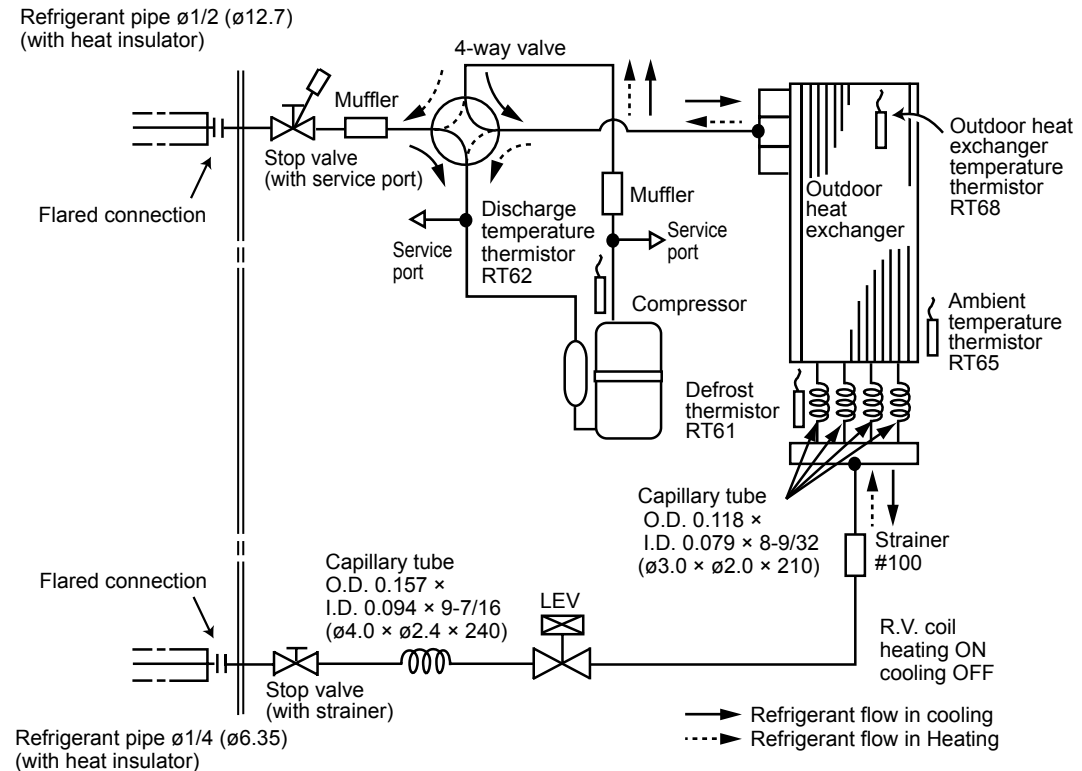 Refrigerant pipe ø1/2 (ø12.7)
(with heat insulator)
4-way valve
Muffler
Stop valve
(with service port)
Flared connection
Service
port
Discharge
temperature
thermistor
RT62
Muffler
Service
port
Compressor
Outdoor
heat
exchanger
Outdoor heat
exchanger
temperature
thermistor
RT68
Ambient
temperature
thermistor
RT65
Defrost
thermistor
RT61
Capillary tube
O.D. 0.118 ×
I.D. 0.079 × 8-9/32
(ø3.0 × ø2.0 × 210)
Strainer
#100
Flared connection
Capillary tube
O.D. 0.157 ×
I.D. 0.094 × 9-7/16
(ø4.0 × ø2.4 × 240)
LEV
R.V. coil
heating ON
cooling OFF
Stop valve
(with strainer)
Refrigerant pipe ø1/4 (ø6.35)
(with heat insulator)
Refrigerant flow in cooling
Refrigerant flow in Heating